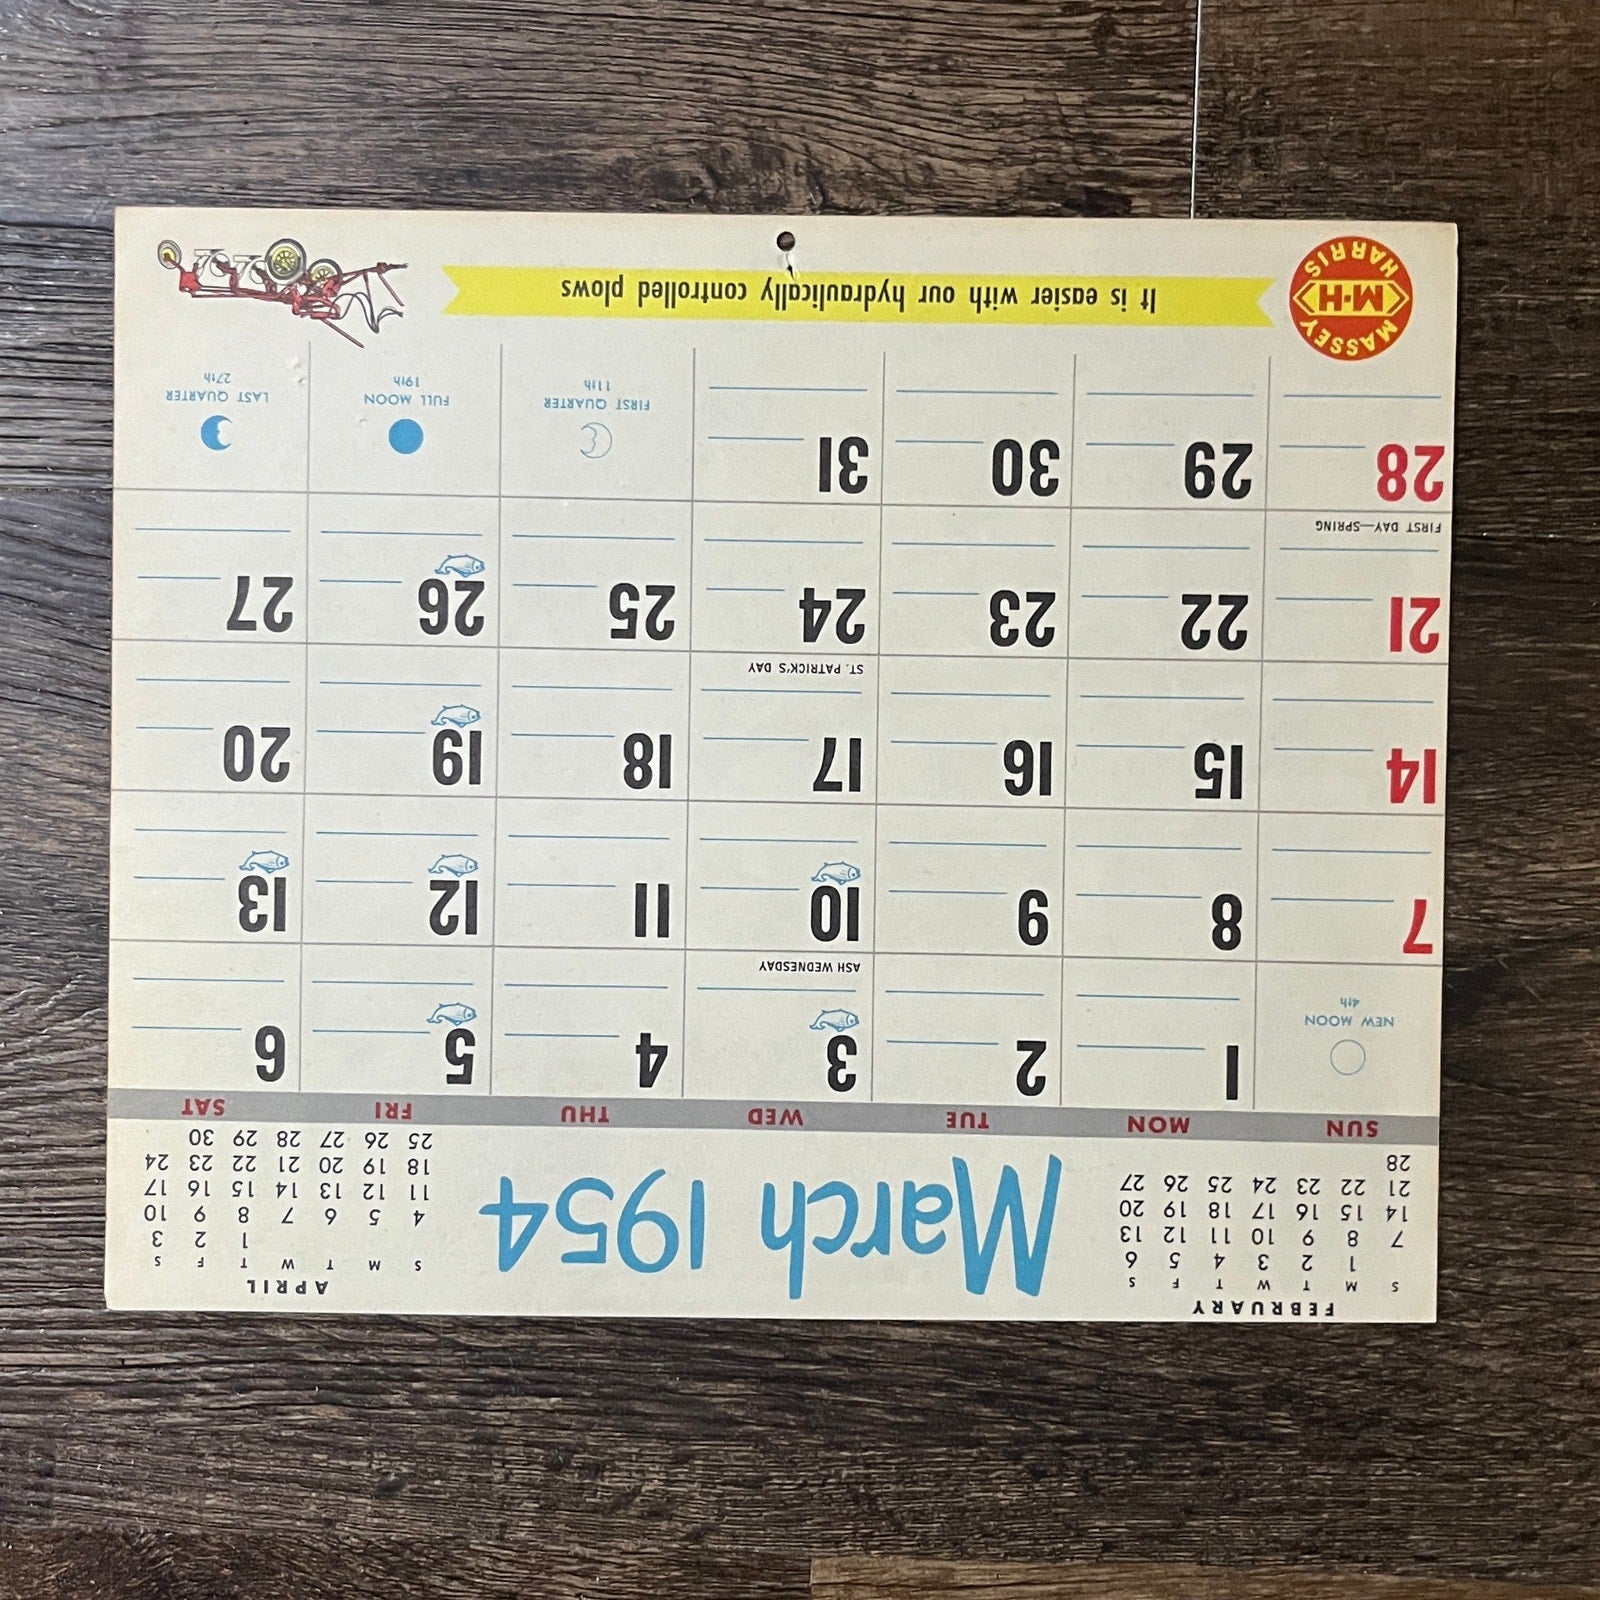 FEBRUARY
S M T W T F S
1 2 3 4 5 6
7 8 9 10 11 12 13
14 15 16 17 18 19 20
21 22 23 24 25 26 27
28
March 1954
APRIL
S M T W T F S
1 2 3
4 5 6 7 8 9 10
11 12 13 14 15 16 17
18 19 20 21 22 23 24
25 26 27 28 29 30
SUN MON TUE WED THU FRI SAT
NEW MOON
4th
1 2 3 4 5 6
ASH WEDNESDAY
7 8 9 10 11 12 13
14 15 16 17 18 19 20
ST. PATRICK'S DAY
21 22 23 24 25 26 27
FIRST DAY—SPRING
28 29 30 31
FIRST QUARTER
11th
FULL MOON
19th
LAST QUARTER
27th
MASSEY
M-H
HARRIS
It is easier with our hydraulically controlled plows